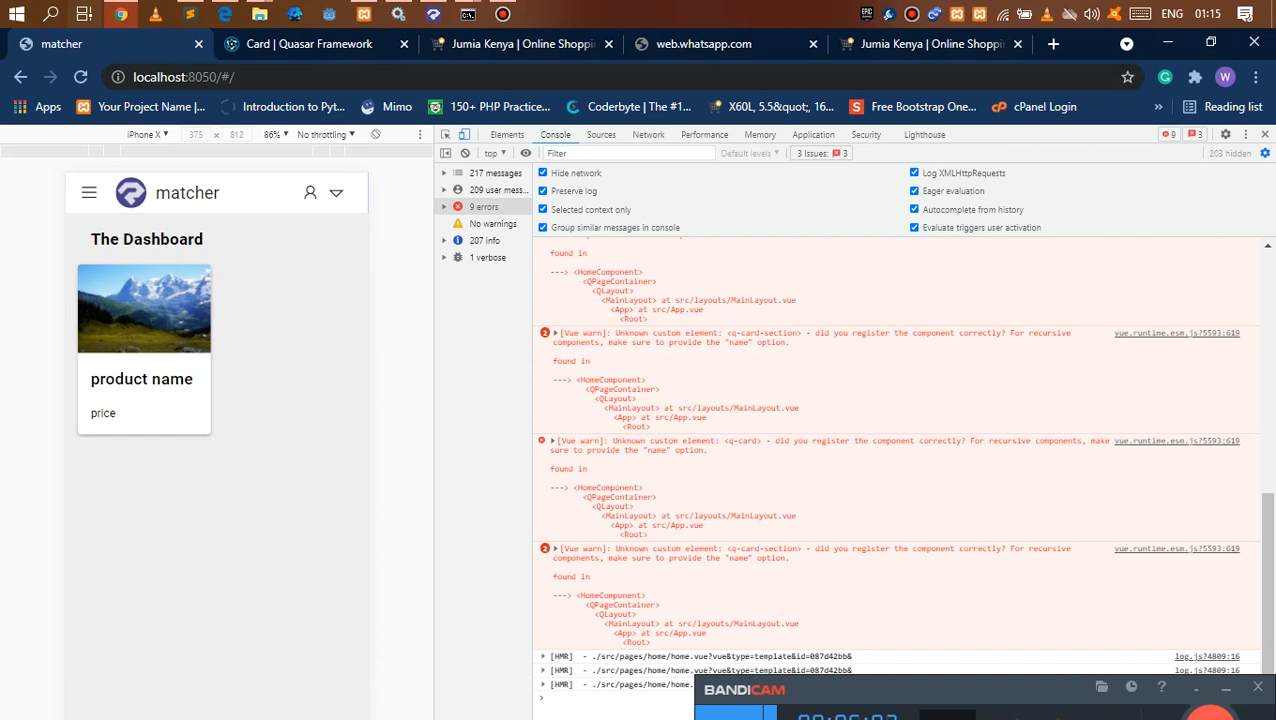 01:15
matcher
Card | Quasar Framework
Jumia Kenya | Online Shoppi
web.whatsapp.com
Jumia Kenya | Online Shoppi
localhost:8050/#/
Apps
Your Project Name |...
Introduction to Pyt...
Mimo
150+ PHP Practice...
Coderbyte | The #1...
X60L, 5.5&quot;, 16...
Free Bootstrap One...
cPanel Login
»
Reading list
iPhone X
375 × 812
86%
No throttling
Elements
Console
Sources
Network
Performance
Memory
Application
Security
Lighthouse
9
3
top
Filter
Default levels
3 Issues: 3
203 hidden
217 messages
209 user mess...
9 errors
No warnings
207 info
1 verbose
Hide network
Log XMLHttpRequests
Preserve log
Eager evaluation
Selected context only
Autocomplete from history
Group similar messages in console
Evaluate triggers user activation
matcher
The Dashboard
product name
price
found in
---> <HomeComponent>
<QPageContainer>
<QLayout>
<MainLayout> at src/layouts/MainLayout.vue
<App> at src/App.vue
<Root>
2 [Vue warn]: Unknown custom element: <q-card-section> - did you register the component correctly? For recursive vue.runtime.esm.js?5593:619
components, make sure to provide the "name" option.
found in
---> <HomeComponent>
<QPageContainer>
<QLayout>
<MainLayout> at src/layouts/MainLayout.vue
<App> at src/App.vue
<Root>
[Vue warn]: Unknown custom element: <q-card> - did you register the component correctly? For recursive components, make vue.runtime.esm.js?5593:619
sure to provide the "name" option.
found in
---> <HomeComponent>
<QPageContainer>
<QLayout>
<MainLayout> at src/layouts/MainLayout.vue
<App> at src/App.vue
<Root>
2 [Vue warn]: Unknown custom element: <q-card-section> - did you register the component correctly? For recursive vue.runtime.esm.js?5593:619
components, make sure to provide the "name" option.
found in
---> <HomeComponent>
<QPageContainer>
<QLayout>
<MainLayout> at src/layouts/MainLayout.vue
<App> at src/App.vue
<Root>
[HMR] - ./src/pages/home/home.vue?vue&type=template&id=087d42bb& log.js?4809:16
[HMR] - ./src/pages/home/home.vue?vue&type=template&id=087d42bb& log.js?4809:16
[HMR] - ./src/pages/home/home.
BANDICAM